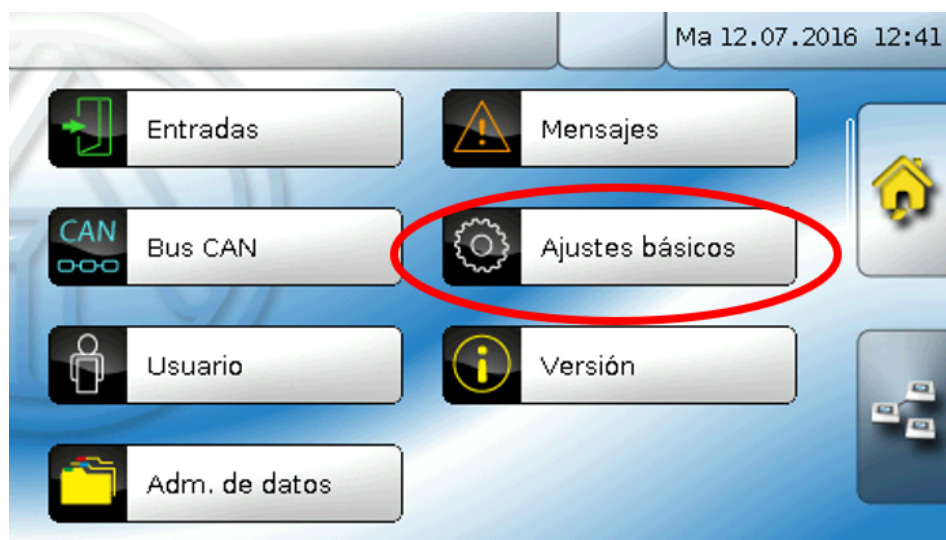 Ma 12.07.2016 12:41
Entradas
Mensajes
CAN
Bus CAN
Ajustes básicos
Usuario
Versión
Adm. de datos